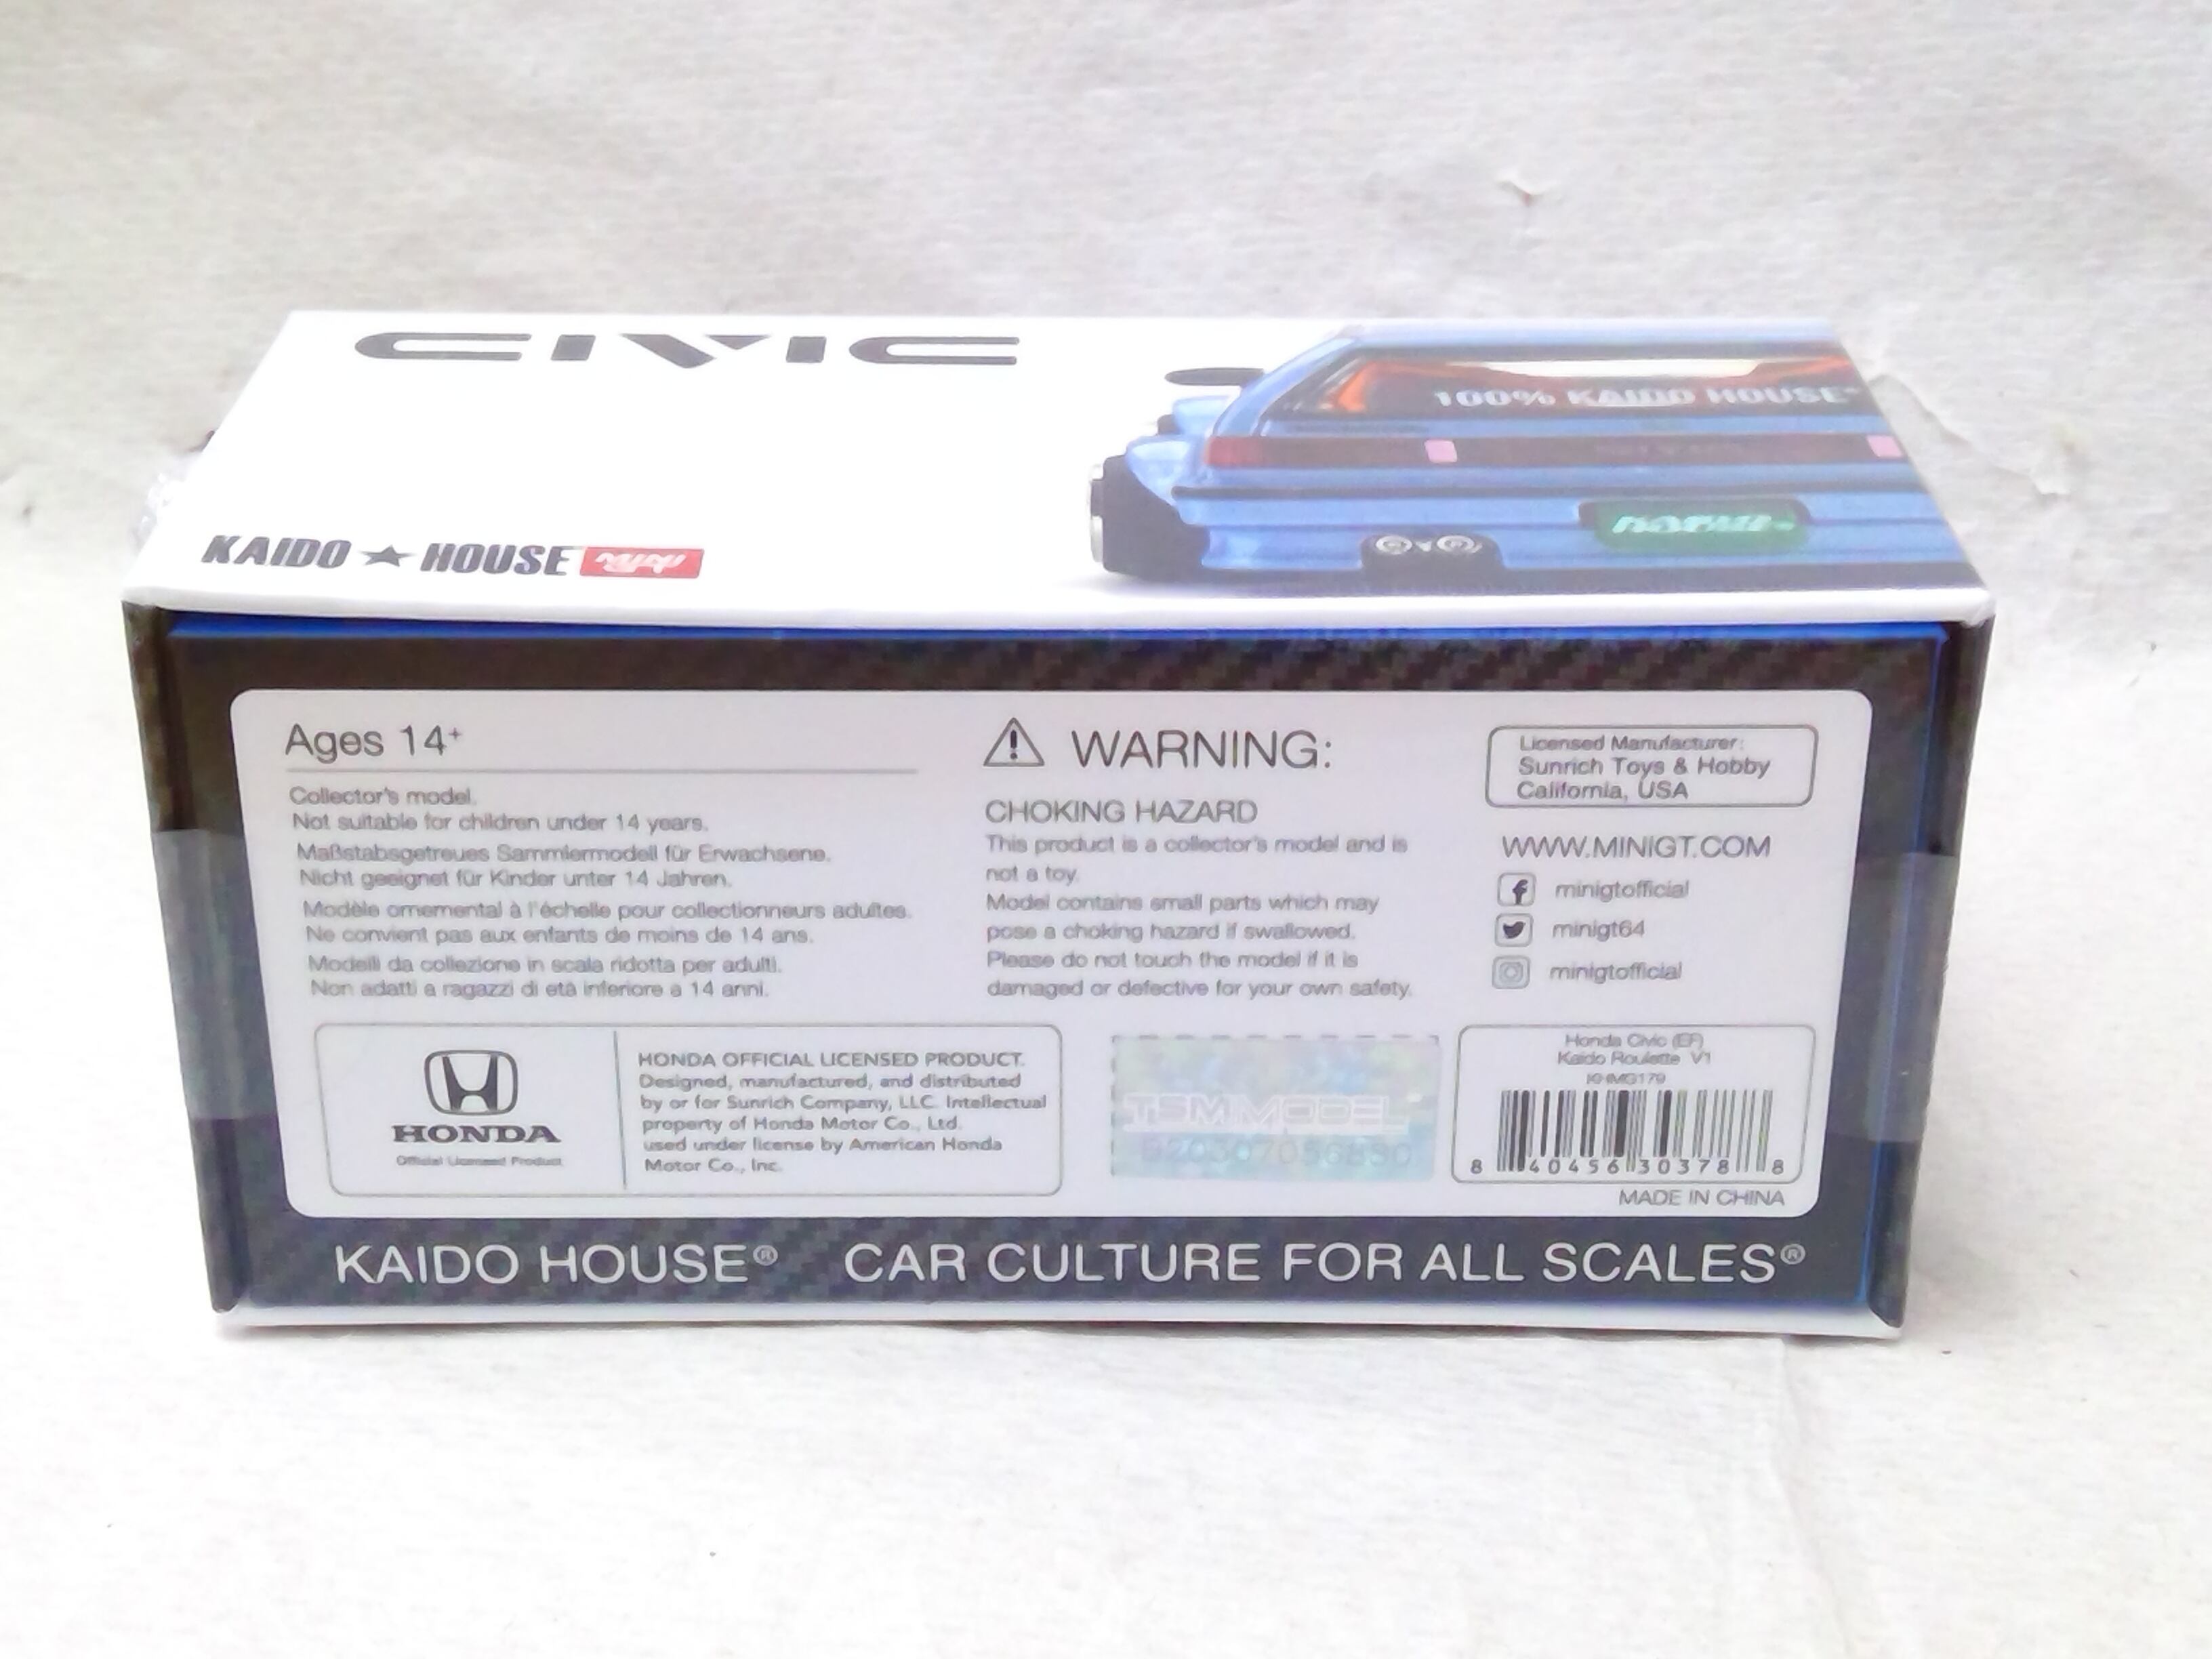 CIVIC
100% KAIDO HOUSE
KAIDO★HOUSE
Ages 14+
Collector's model.
Not suitable for children under 14 years.
Maßstabsgetreues Sammlermodell für Erwachsene.
Nicht geeignet für Kinder unter 14 Jahren.
Modèle ornemental à l'échelle pour collectionneurs adultes.
Ne convient pas aux enfants de moins de 14 ans.
Modelli da collezione in scala ridotta per adulti.
Non adatti a ragazzi di età inferiore a 14 anni.
WARNING:
CHOKING HAZARD
This product is a collector's model and is
not a toy.
Model contains small parts which may
pose a choking hazard if swallowed.
Please do not touch the model if it is
damaged or defective for your own safety.
Licensed Manufacturer:
Sunrich Toys & Hobby
California, USA
WWW.MINIGT.COM
minigtofficial
minigt64
minigtofficial
HONDA
Official Licensed Product
HONDA OFFICIAL LICENSED PRODUCT.
Designed, manufactured, and distributed
by or for Sunrich Company, LLC. Intellectual
property of Honda Motor Co., Ltd.
used under license by American Honda
Motor Co., Inc.
TSM MODEL
Honda Civic (EF)
Kaido Roulette V1
KHMG179
8 40456 30378 8
MADE IN CHINA
KAIDO HOUSE® CAR CULTURE FOR ALL SCALES®